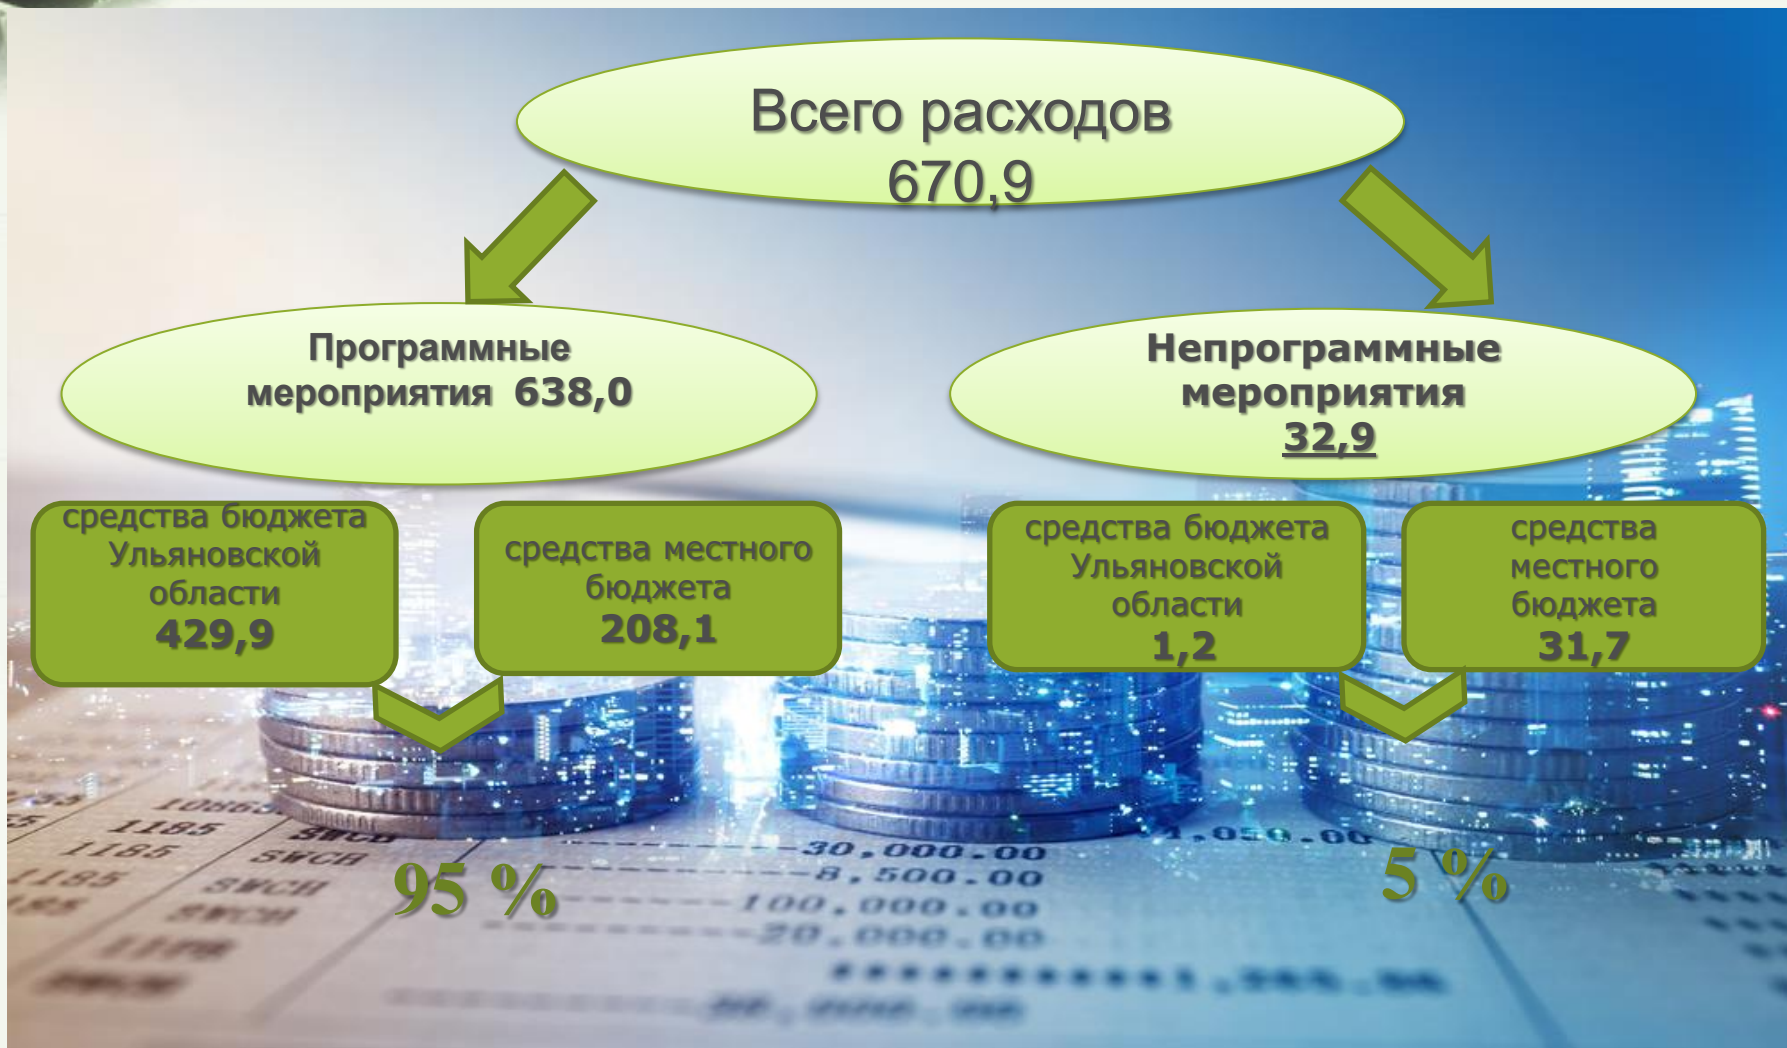 Всего расходов
670,9
Программные
мероприятия 638,0
Непрограммные
мероприятия
32,9
средства бюджета
Ульяновской
области
429,9
средства местного
бюджета
208,1
средства бюджета
Ульяновской
области
1,2
средства
местного
бюджета
31,7
95 %
5 %
1185
1185
SWCH
1185
SWCH
30,000.00
8,500.00
100,000.00
20,000.00